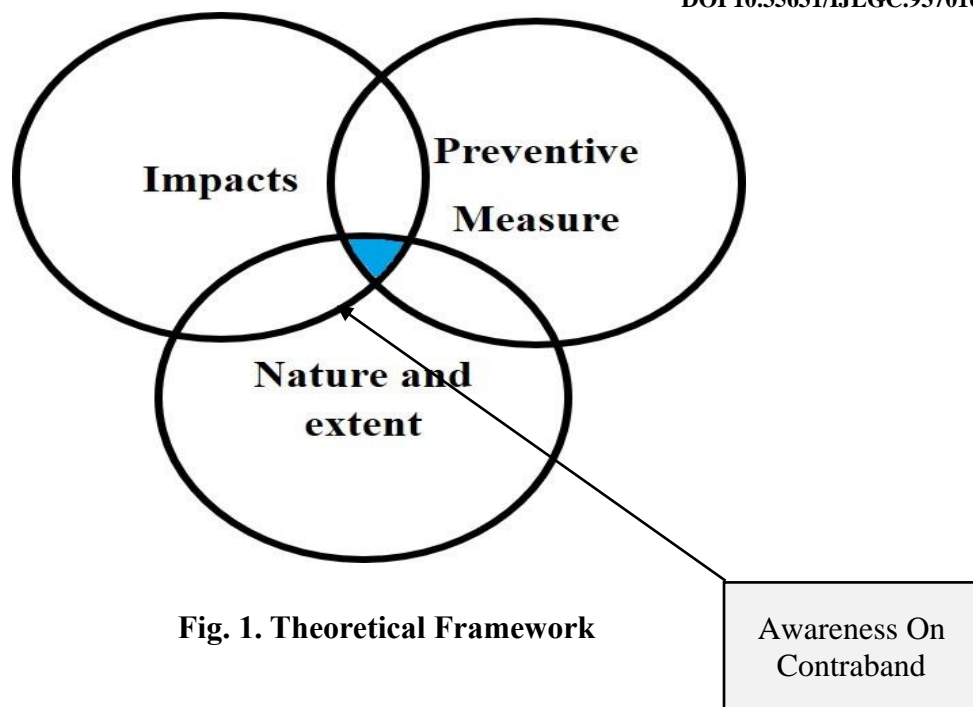 Impacts
Preventive
Measure
Nature and
extent
Fig. 1. Theoretical Framework
Awareness On
Contraband